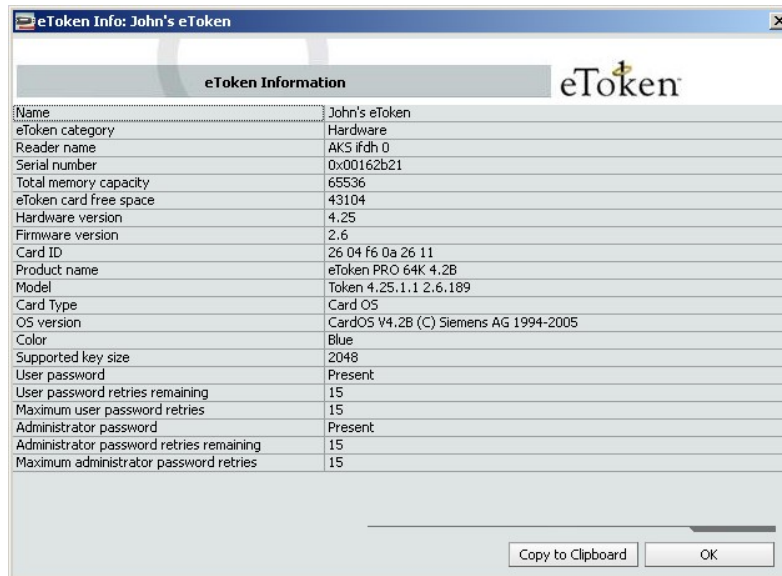 eToken Info: John's eToken
eToken Information
eToken
Name John's eToken
eToken category Hardware
Reader name AKS ifdh 0
Serial number 0x00162b21
Total memory capacity 65536
eToken card free space 43104
Hardware version 4.25
Firmware version 2.6
Card ID 26 04 f6 0a 26 11
Product name eToken PRO 64K 4.2B
Model Token 4.25.1.1 2.6.189
Card Type Card OS
OS version CardOS V4.2B (C) Siemens AG 1994-2005
Color Blue
Supported key size 2048
User password Present
User password retries remaining 15
Maximum user password retries 15
Administrator password Present
Administrator password retries remaining 15
Maximum administrator password retries 15
Copy to Clipboard OK